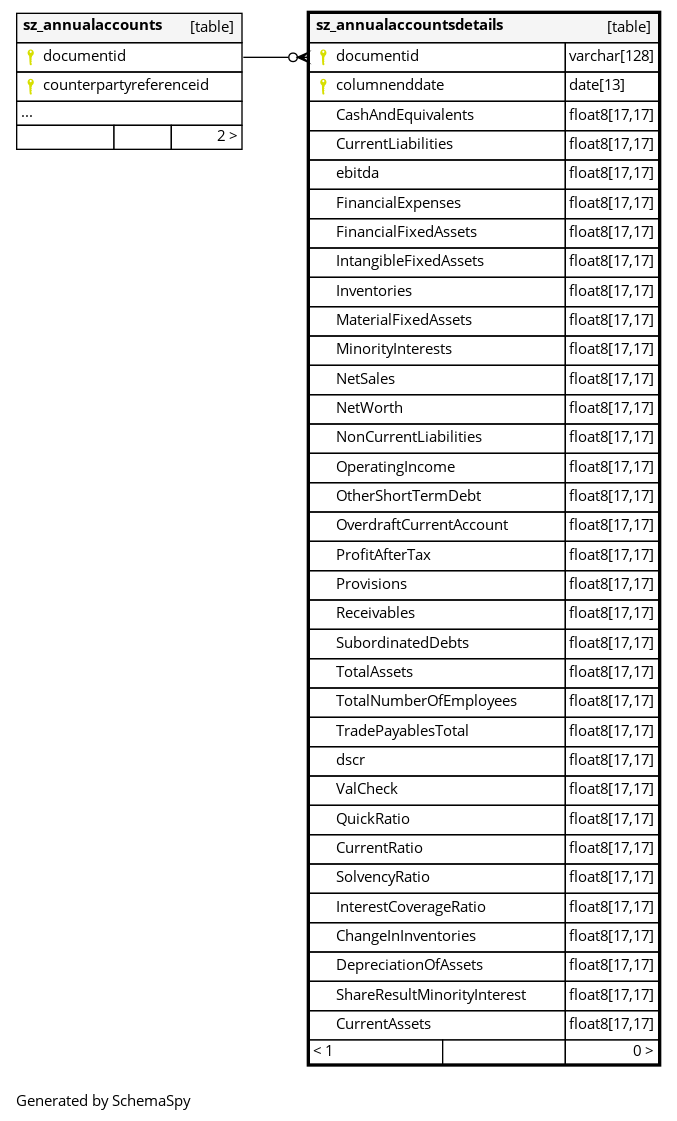 sz_annualaccounts [table]
documentid
counterpartyreferenceid
...
2 >
sz_annualaccountsdetails [table]
documentid varchar[128]
columnenddate date[13]
CashAndEquivalents float8[17,17]
CurrentLiabilities float8[17,17]
ebitda float8[17,17]
FinancialExpenses float8[17,17]
FinancialFixedAssets float8[17,17]
IntangibleFixedAssets float8[17,17]
Inventories float8[17,17]
MaterialFixedAssets float8[17,17]
MinorityInterests float8[17,17]
NetSales float8[17,17]
NetWorth float8[17,17]
NonCurrentLiabilities float8[17,17]
OperatingIncome float8[17,17]
OtherShortTermDebt float8[17,17]
OverdraftCurrentAccount float8[17,17]
ProfitAfterTax float8[17,17]
Provisions float8[17,17]
Receivables float8[17,17]
SubordinatedDebts float8[17,17]
TotalAssets float8[17,17]
TotalNumberOfEmployees float8[17,17]
TradePayablesTotal float8[17,17]
dscr float8[17,17]
ValCheck float8[17,17]
QuickRatio float8[17,17]
CurrentRatio float8[17,17]
SolvencyRatio float8[17,17]
InterestCoverageRatio float8[17,17]
ChangeInInventories float8[17,17]
DepreciationOfAssets float8[17,17]
ShareResultMinorityInterest float8[17,17]
CurrentAssets float8[17,17]
< 1 0 >
Generated by SchemaSpy